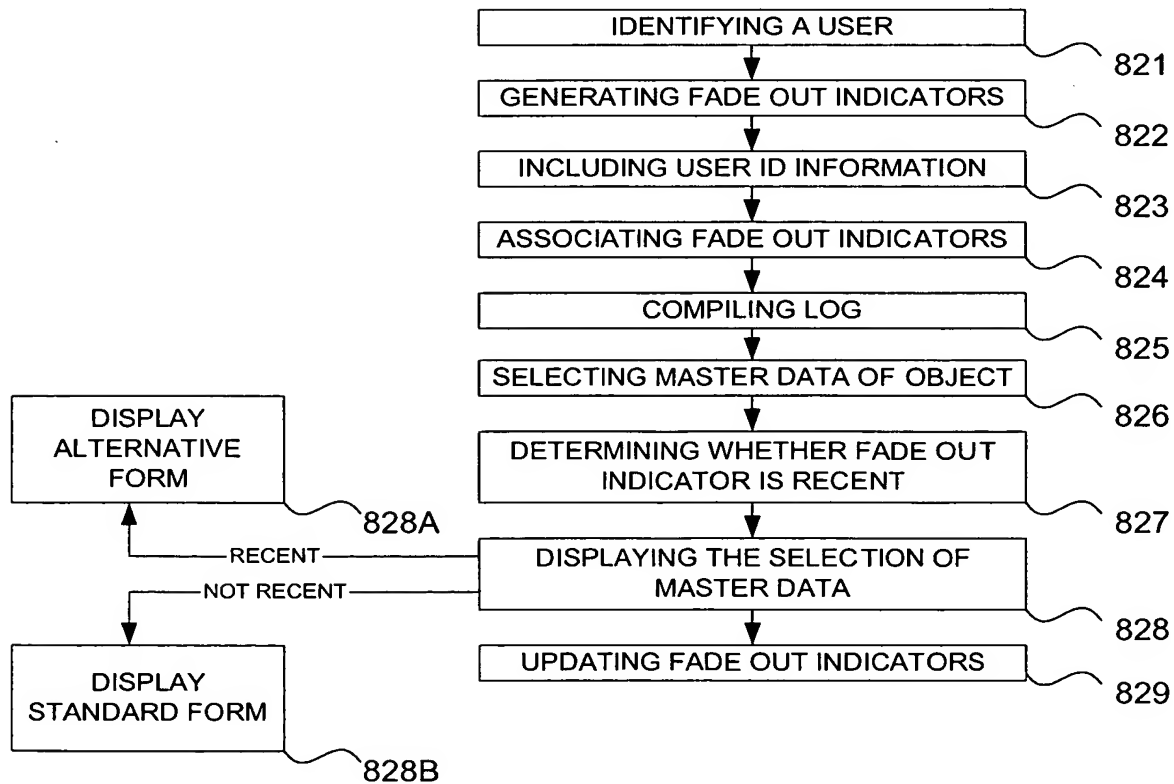 IDENTIFYING A USER
821
GENERATING FADE OUT INDICATORS
822
INCLUDING USER ID INFORMATION
823
ASSOCIATING FADE OUT INDICATORS
824
COMPILING LOG
825
SELECTING MASTER DATA OF OBJECT
826
DETERMINING WHETHER FADE OUT
INDICATOR IS RECENT
827
DISPLAY
ALTERNATIVE
FORM
828A
RECENT
NOT RECENT
DISPLAYING THE SELECTION OF
MASTER DATA
828
DISPLAY
STANDARD FORM
828B
UPDATING FADE OUT INDICATORS
829